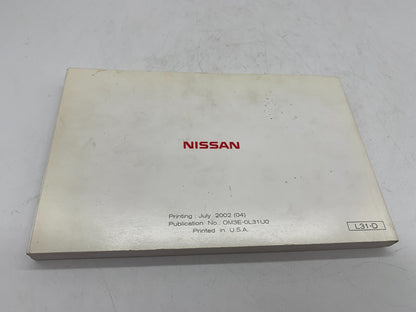 NISSAN
Printing : July 2002 (04)
Publication No.: OM3E-0L31U0
Printed in U.S.A.
L31-D